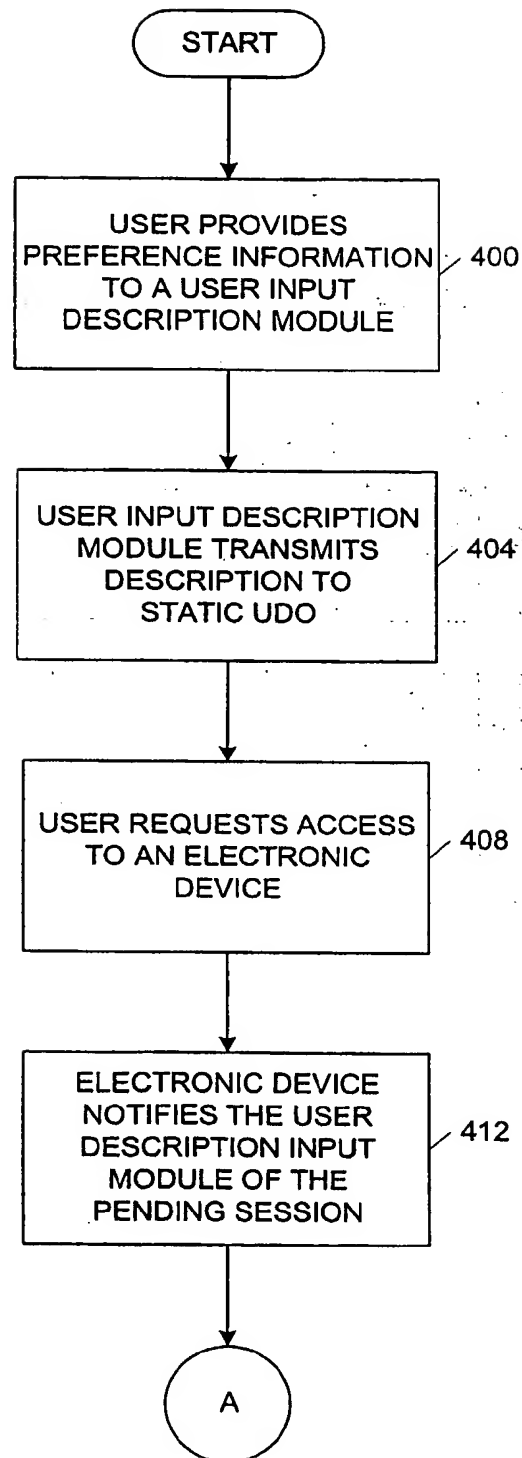 START
USER PROVIDES
PREFERENCE INFORMATION
TO A USER INPUT
DESCRIPTION MODULE
400
USER INPUT DESCRIPTION
MODULE TRANSMITS
DESCRIPTION TO
STATIC UDO
404
USER REQUESTS ACCESS
TO AN ELECTRONIC
DEVICE
408
ELECTRONIC DEVICE
NOTIFIES THE USER
DESCRIPTION INPUT
MODULE OF THE
PENDING SESSION
412
A